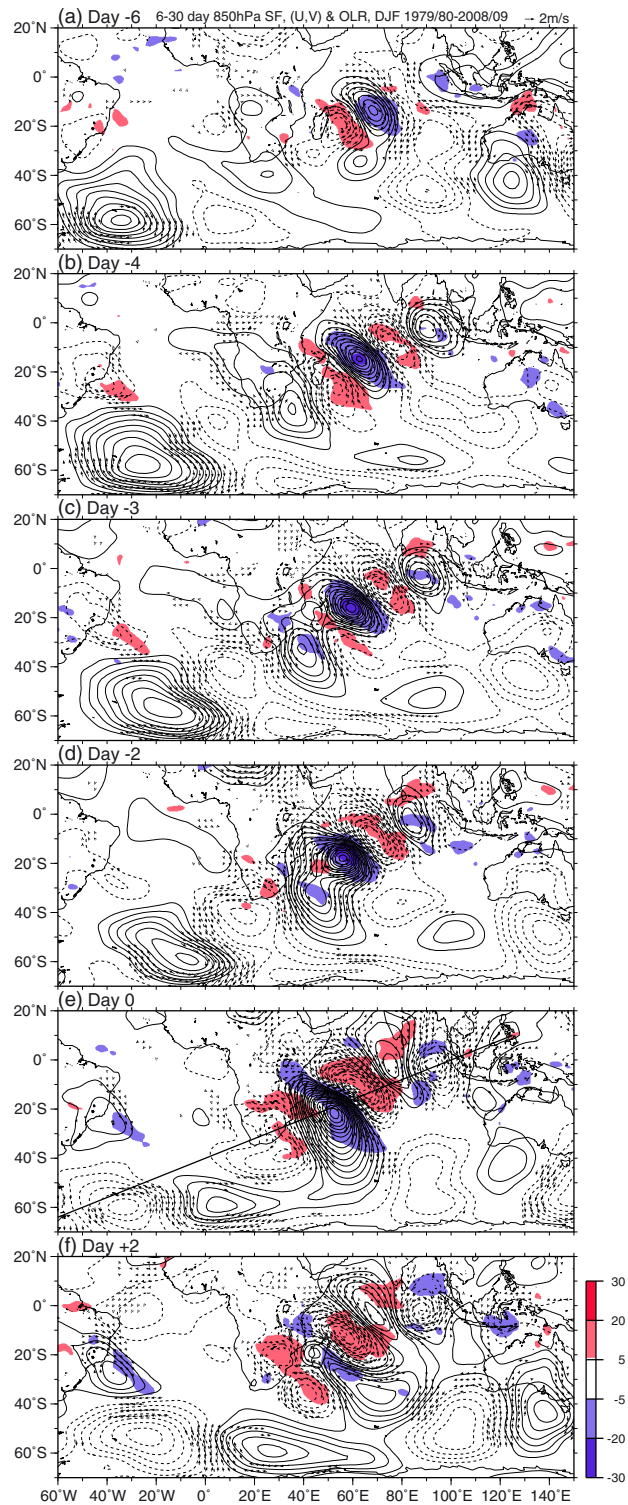 (a) Day -6 6-30 day 850hPa SF, (U,V) & OLR, DJF 1979/80-2008/09 → 2m/s
20˚N
0˚
20˚S
40˚S
60˚S
(b) Day -4
20˚N
0˚
20˚S
40˚S
60˚S
(c) Day -3
20˚N
0˚
20˚S
40˚S
60˚S
(d) Day -2
20˚N
0˚
20˚S
40˚S
60˚S
(e) Day 0
20˚N
0˚
20˚S
40˚S
60˚S
(f) Day +2
20˚N
0˚
20˚S
40˚S
60˚S
60˚W 40˚W 20˚W 0˚ 20˚E 40˚E 60˚E 80˚E 100˚E 120˚E 140˚E
30
20
5
-5
-20
-30